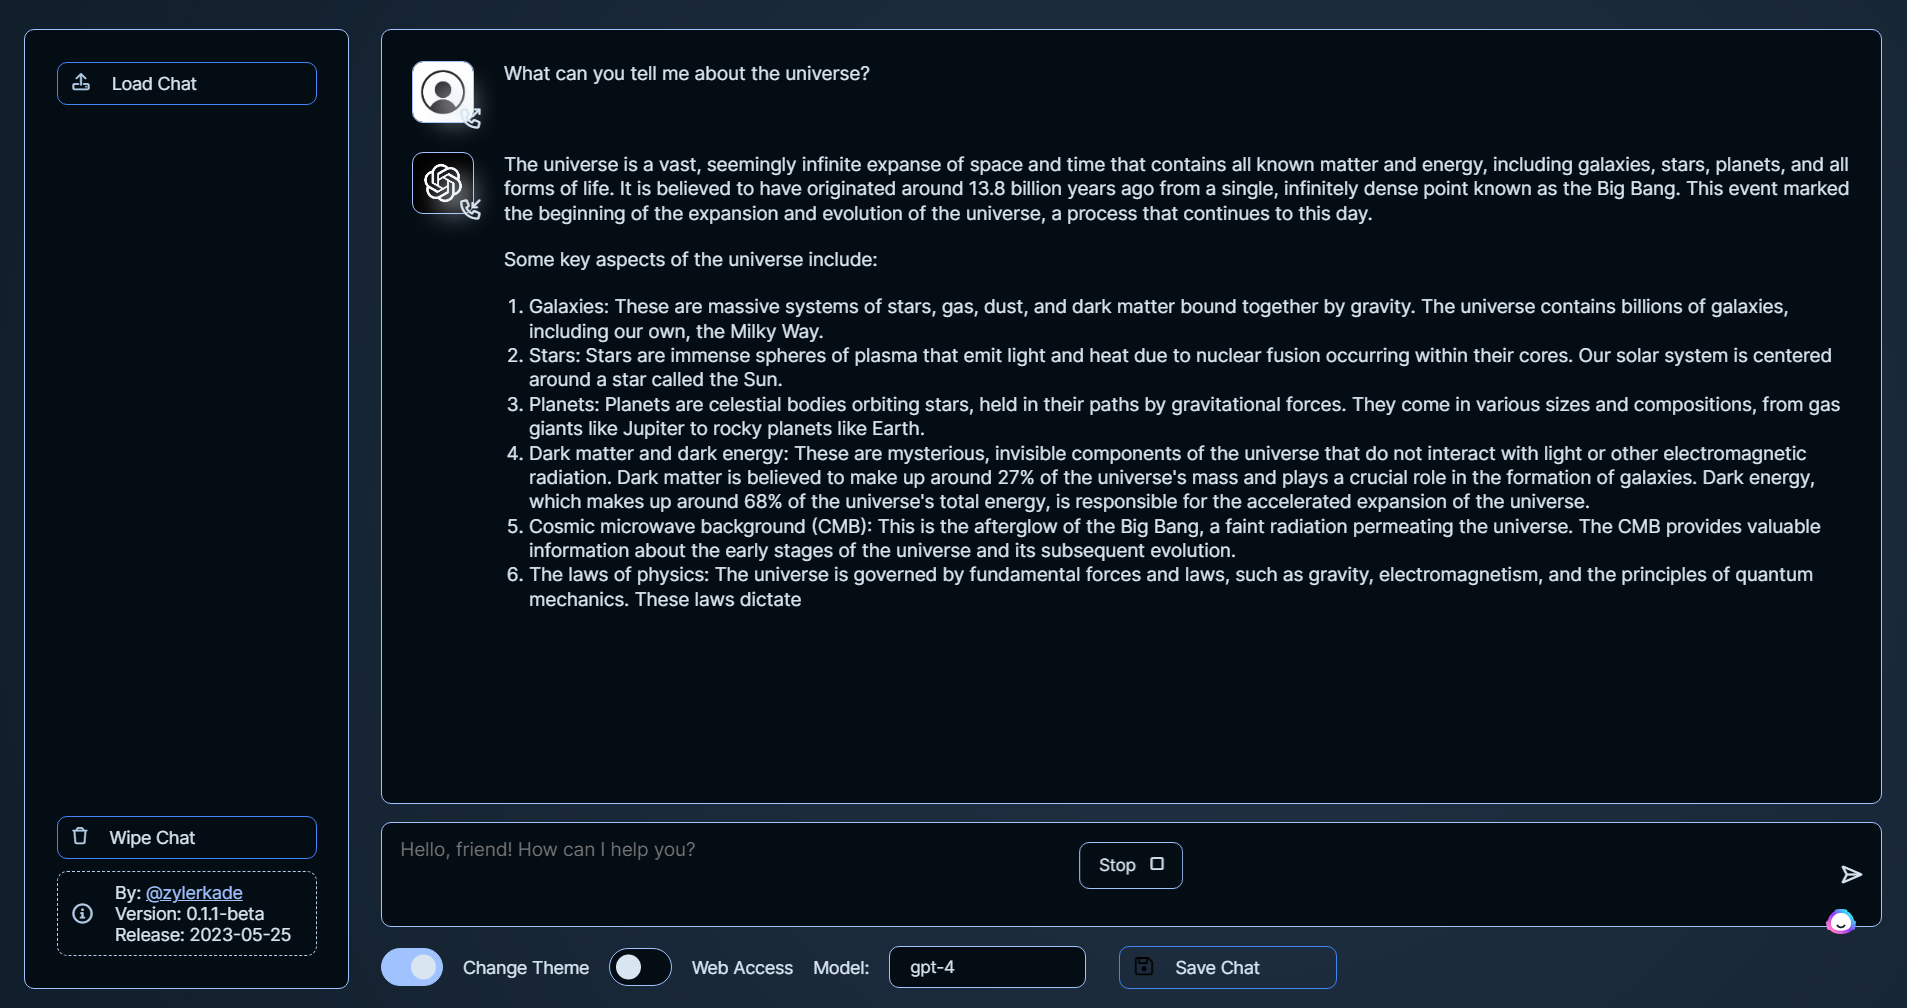 Load Chat
What can you tell me about the universe?
The universe is a vast, seemingly infinite expanse of space and time that contains all known matter and energy, including galaxies, stars, planets, and all
forms of life. It is believed to have originated around 13.8 billion years ago from a single, infinitely dense point known as the Big Bang. This event marked
the beginning of the expansion and evolution of the universe, a process that continues to this day.
Some key aspects of the universe include:
1. Galaxies: These are massive systems of stars, gas, dust, and dark matter bound together by gravity. The universe contains billions of galaxies,
including our own, the Milky Way.
2. Stars: Stars are immense spheres of plasma that emit light and heat due to nuclear fusion occurring within their cores. Our solar system is centered
around a star called the Sun.
3. Planets: Planets are celestial bodies orbiting stars, held in their paths by gravitational forces. They come in various sizes and compositions, from gas
giants like Jupiter to rocky planets like Earth.
4. Dark matter and dark energy: These are mysterious, invisible components of the universe that do not interact with light or other electromagnetic
radiation. Dark matter is believed to make up around 27% of the universe's mass and plays a crucial role in the formation of galaxies. Dark energy,
which makes up around 68% of the universe's total energy, is responsible for the accelerated expansion of the universe.
5. Cosmic microwave background (CMB): This is the afterglow of the Big Bang, a faint radiation permeating the universe. The CMB provides valuable
information about the early stages of the universe and its subsequent evolution.
6. The laws of physics: The universe is governed by fundamental forces and laws, such as gravity, electromagnetism, and the principles of quantum
mechanics. These laws dictate
Wipe Chat
By: @zylerkade
Version: 0.1.1-beta
Release: 2023-05-25
Hello, friend! How can I help you?
Stop
Change Theme
Web Access
Model:
gpt-4
Save Chat